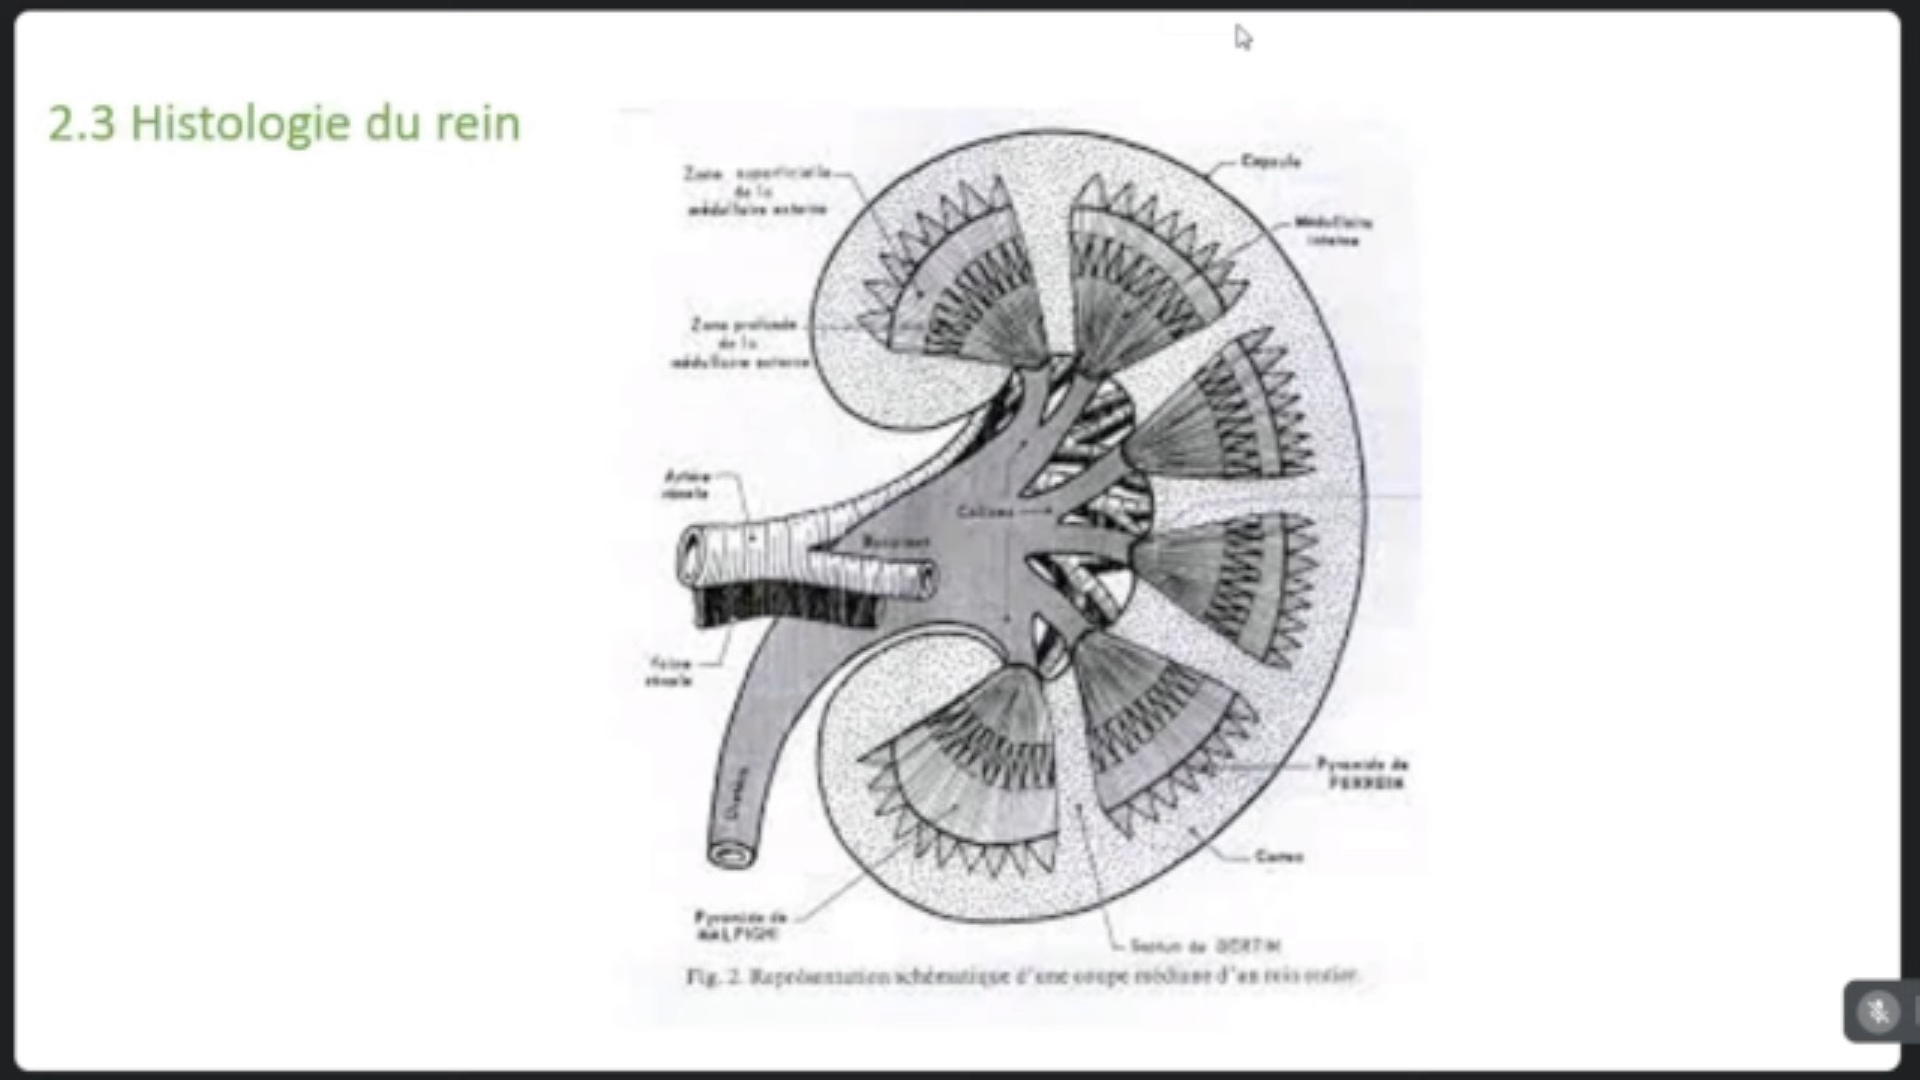 2.3 Histologie du rein
Zone superficielle
de la
médullaire externe
Capsule
Médullaire
interne
Zone profonde
de la
médullaire externe
Artère
rénale
Calices
Bassinet
Veine
rénale
Uretère
Pyramide de
FERREIN
Cortex
Pyramide de
MALPIGHI
Septum de BERTIN
Fig. 2. Représentation schématique d'une coupe médiane d'un rein entier.